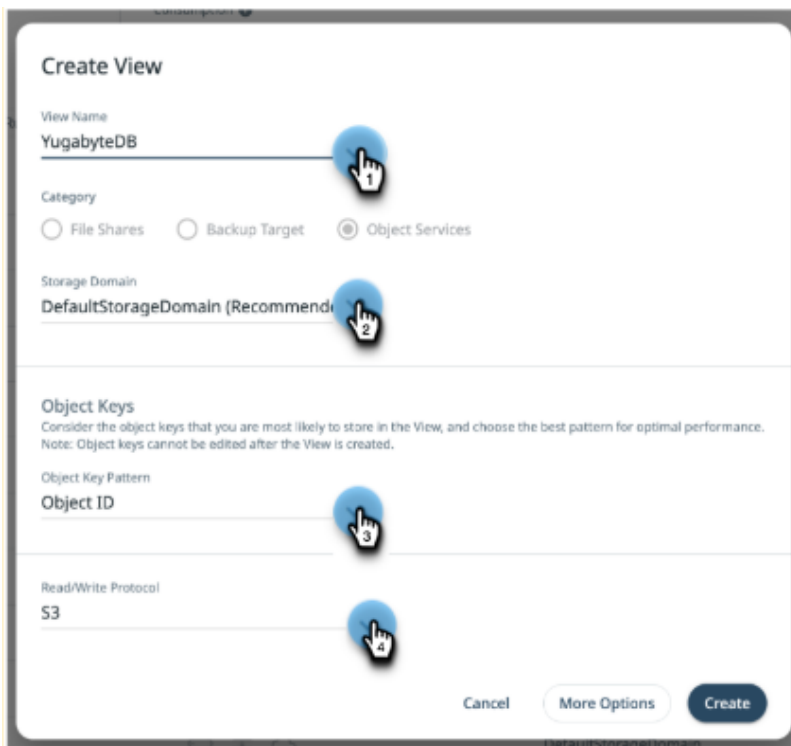 Consumption
Create View
View Name
YugabyteDB
1
Category
File Shares
Backup Target
Object Services
Storage Domain
DefaultStorageDomain (Recommende
2
Object Keys
Consider the object keys that you are most likely to store in the View, and choose the best pattern for optimal performance.
Note: Object keys cannot be edited after the View is created.
Object Key Pattern
Object ID
3
Read/Write Protocol
S3
4
Cancel
More Options
Create
DefaultStorageDomain